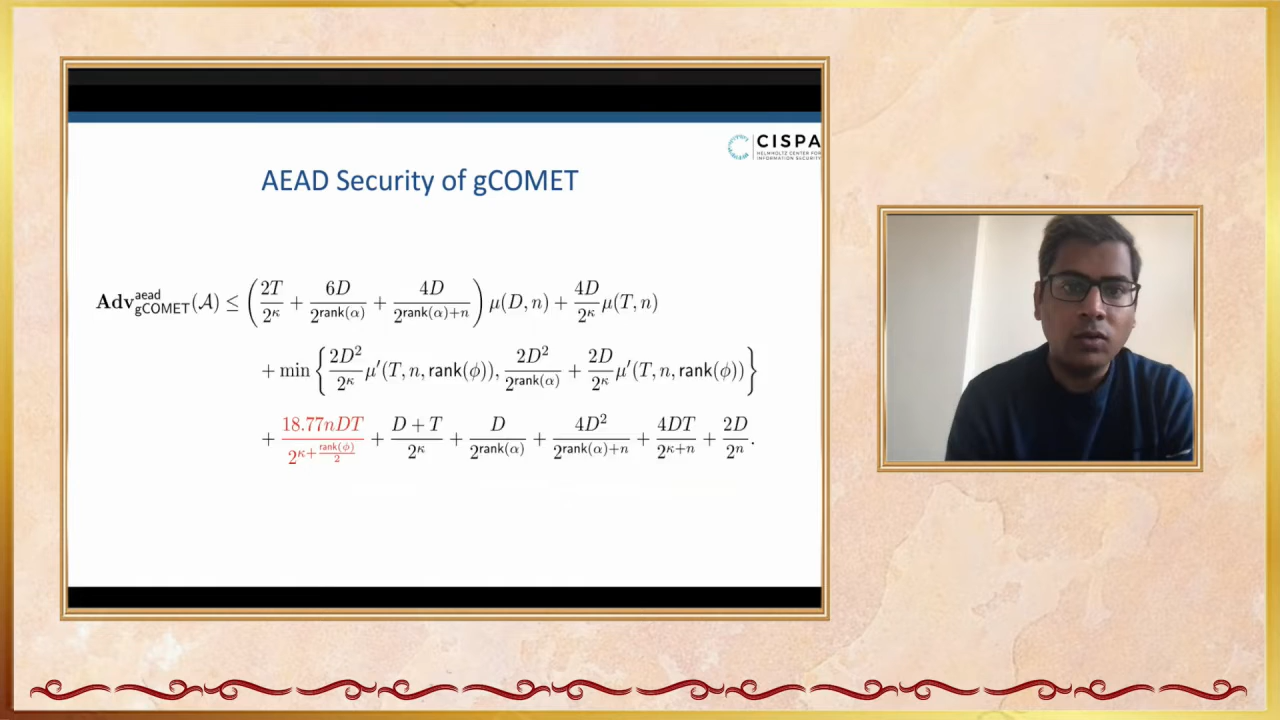 CISPA
HELMHOLTZ CENTER FOR
INFORMATION SECURITY
AEAD Security of gCOMET
Adv^{aead}_{gCOMET}(𝒜) ≤ (2T/2^κ + 6D/2^{rank(α)} + 4D/2^{rank(α)+n}) μ(D, n) + 4D/2^κ μ(T, n)
+ min {2D²/2^κ μ′(T, n, rank(ϕ)), 2D²/2^{rank(α)} + 2D/2^κ μ′(T, n, rank(ϕ))}
+ 18.77nDT/2^{κ+rank(ϕ)/2} + D + T/2^κ + D/2^{rank(α)} + 4D²/2^{rank(α)+n} + 4DT/2^{κ+n} + 2D/2^n.